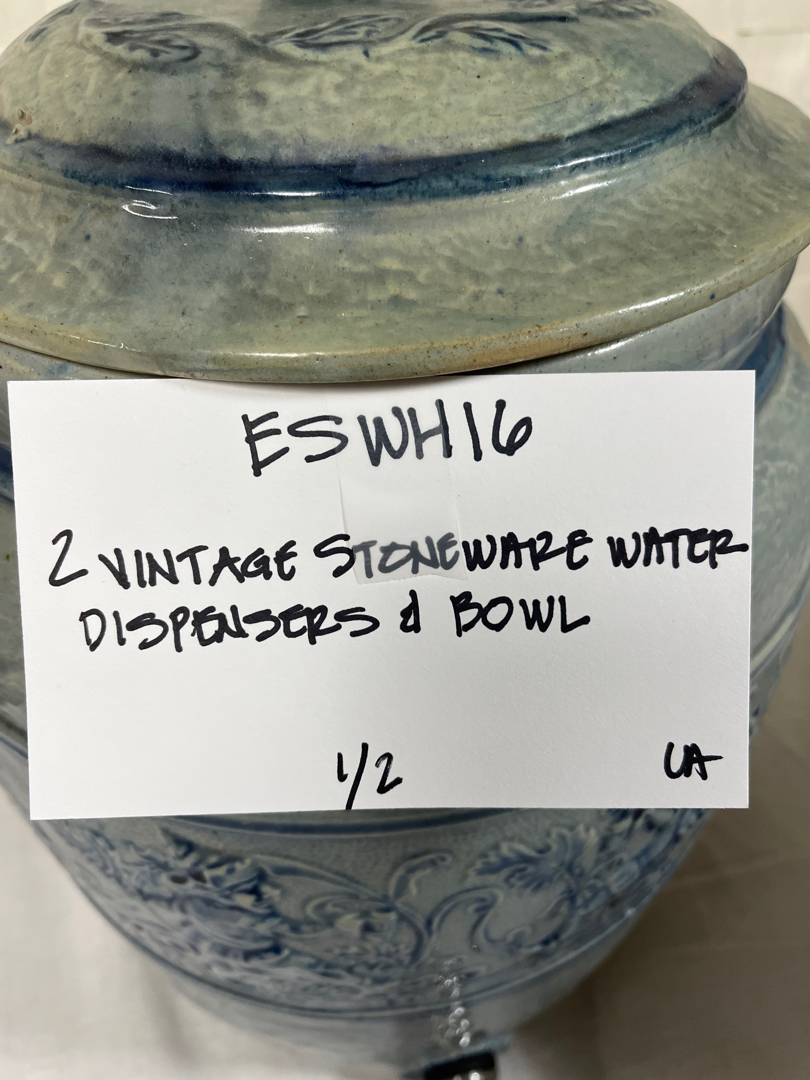 ESWH16
2 VINTAGE STONEWARE WATER
DISPENSERS & BOWL
1/2
UA